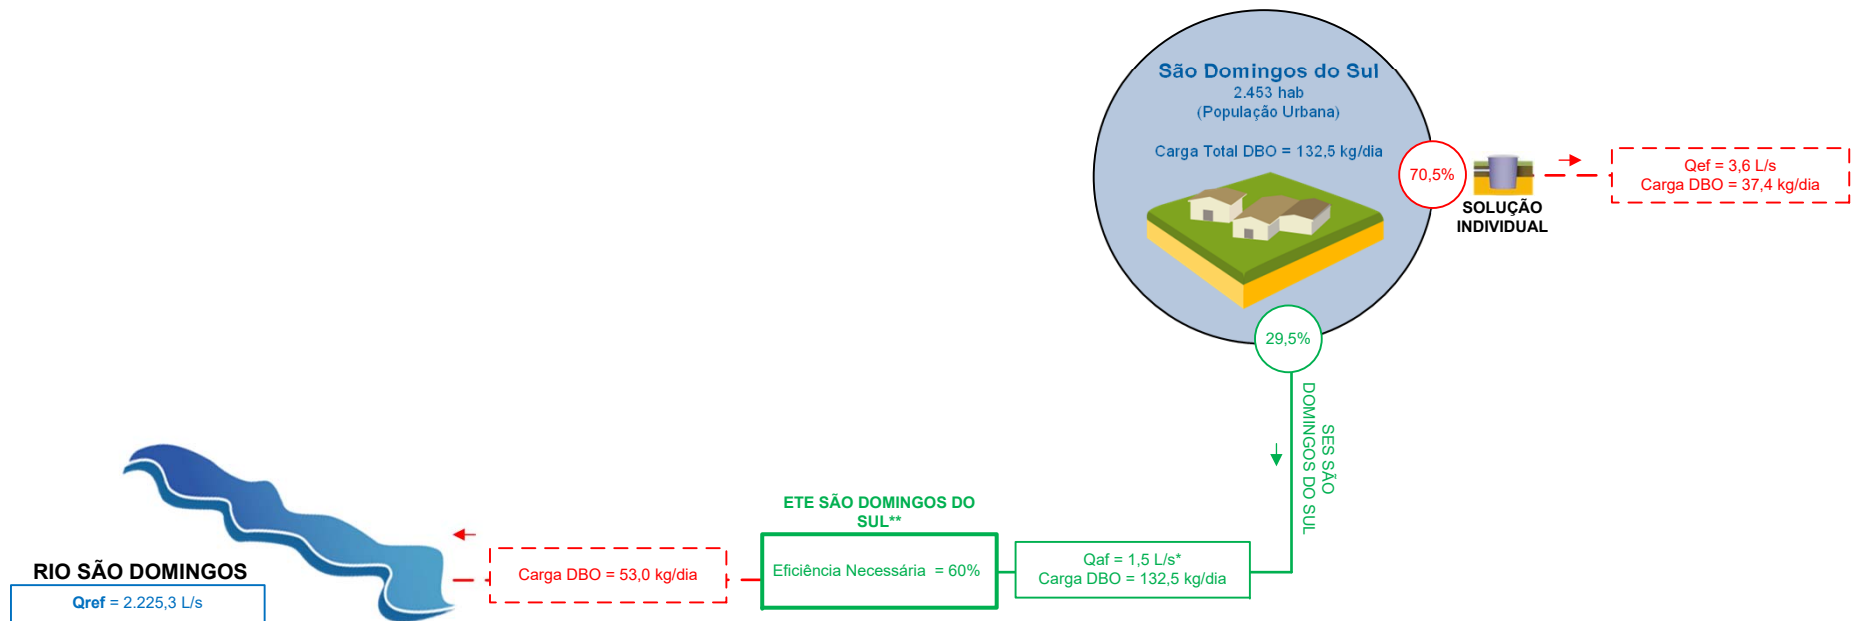 São Domingos do Sul
2.453 hab
(População Urbana)
Carga Total DBO = 132,5 kg/dia
70,5%
SOLUÇÃO
INDIVIDUAL
Qef = 3,6 L/s
Carga DBO = 37,4 kg/dia
29,5%
SES SÃO
DOMINGOS DO SUL
ETE SÃO DOMINGOS DO
SUL**
Eficiência Necessária = 60%
Qaf = 1,5 L/s*
Carga DBO = 132,5 kg/dia
Carga DBO = 53,0 kg/dia
RIO SÃO DOMINGOS
Qref = 2.225,3 L/s